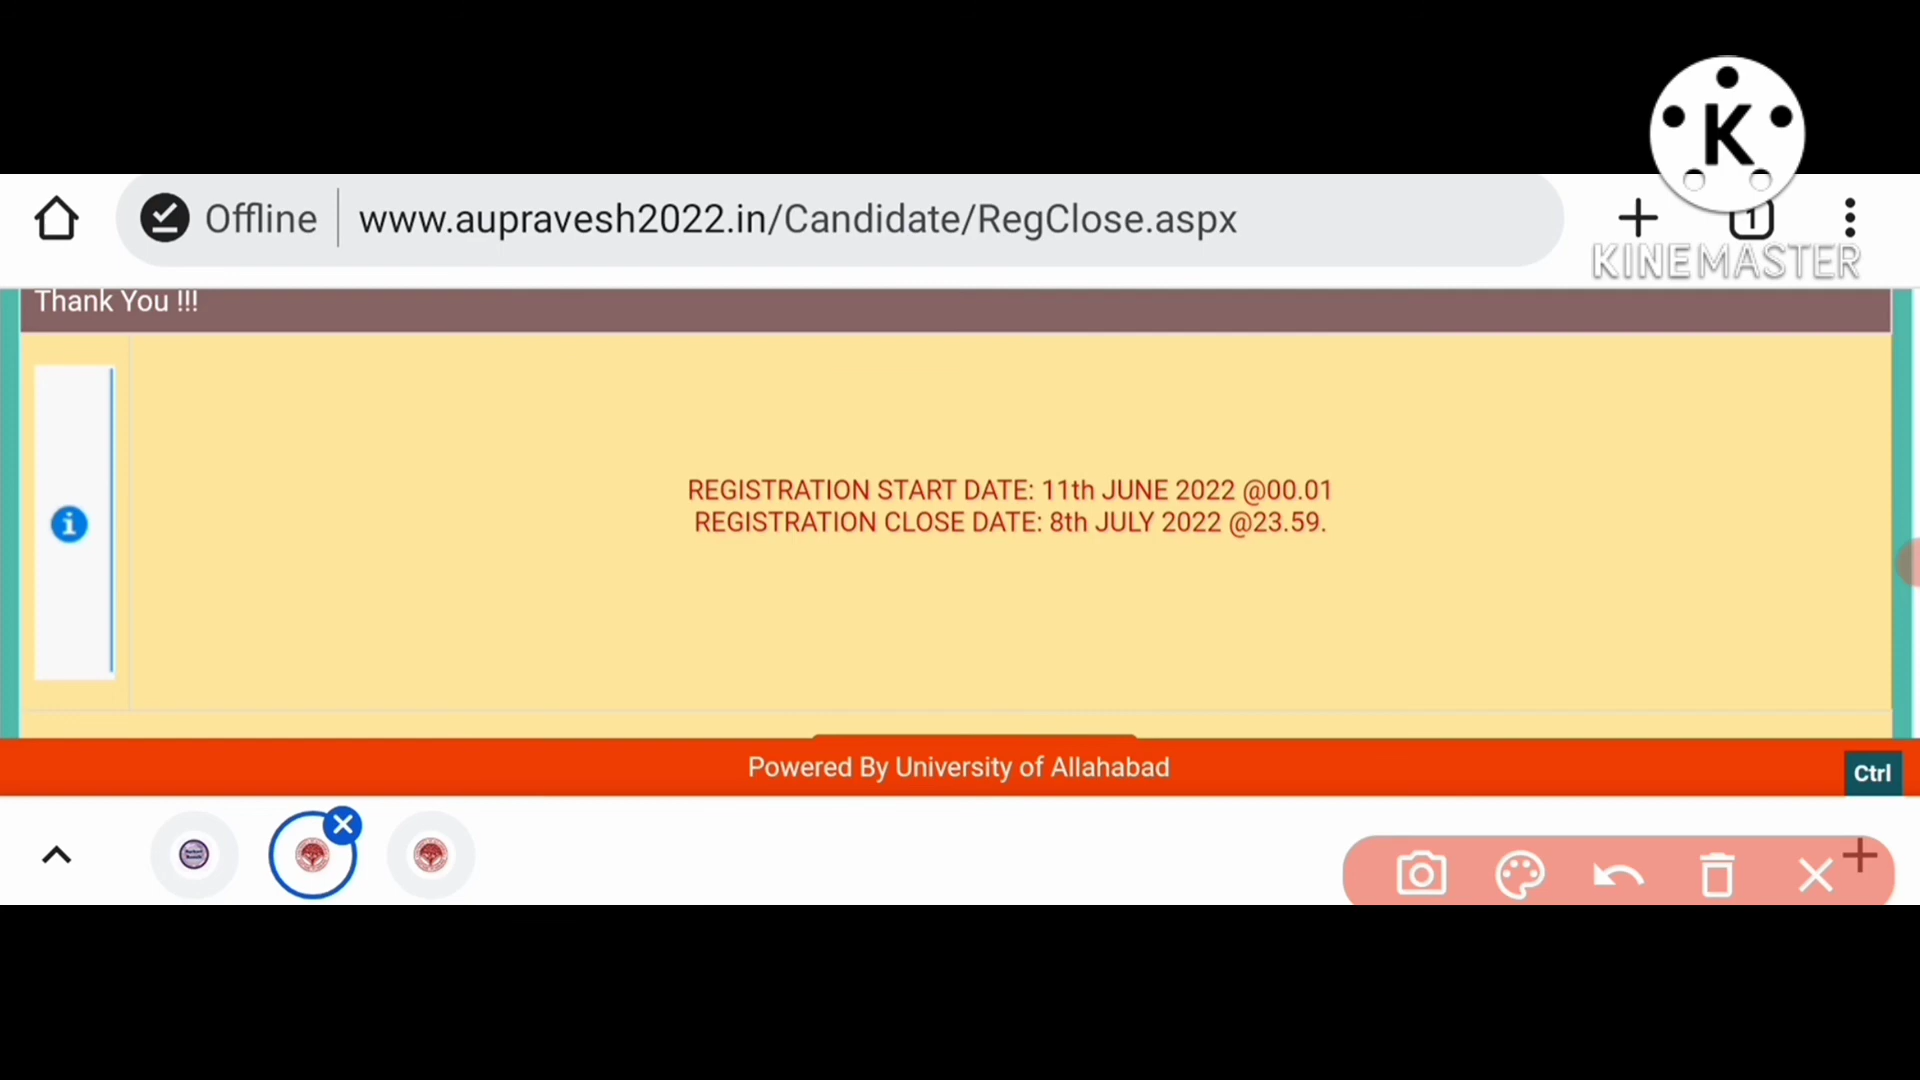 K
KINEMASTER
Offline www.aupravesh2022.in/Candidate/RegClose.aspx 1
Thank You !!!
REGISTRATION START DATE: 11th JUNE 2022 @00.01
REGISTRATION CLOSE DATE: 8th JULY 2022 @23.59.
Powered By University of Allahabad
Ctrl